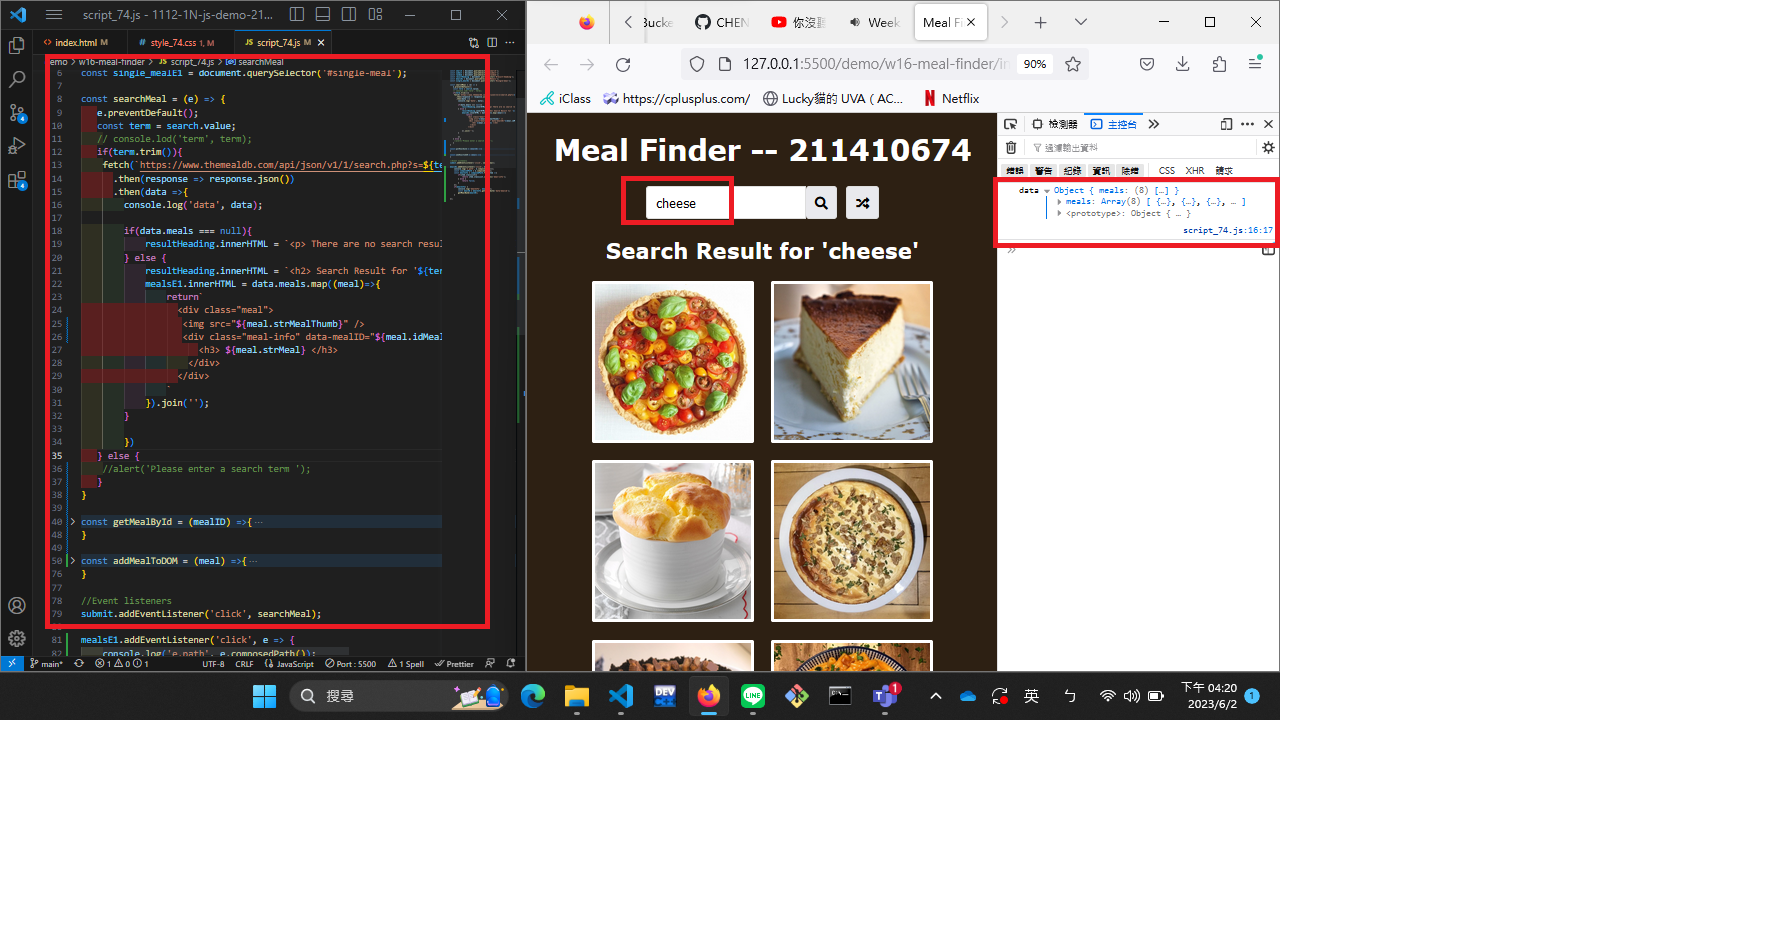 script_74.js - 1112-1N-js-demo-21...
index.html M
style_74.css 1, M
script_74.js M
emo > w16-meal-finder > JS script_74.js > searchMeal
6 const single_mealE1 = document.querySelector('#single-meal');
7
8 const searchMeal = (e) => {
9 e.preventDefault();
10 const term = search.value;
11 // console.lod('term', term);
12 if(term.trim()){
13 fetch(`https://www.themealdb.com/api/json/v1/1/search.php?s=${te
14 .then(response => response.json())
15 .then(data =>{
16 console.log('data', data);
17
18 if(data.meals === null){
19 resultHeading.innerHTML = `<p> There are no search resul
20 } else {
21 resultHeading.innerHTML = `<h2> Search Result for '${ter
22 mealsE1.innerHTML = data.meals.map((meal)=>{
23 return`
24 <div class="meal">
25 <img src="${meal.strMealThumb}" />
26 <div class="meal-info" data-mealID="${meal.idMeal
27 <h3> ${meal.strMeal} </h3>
28 </div>
29 </div>
30 `
31 }).join('');
32 }
33
34 })
35 } else {
36 //alert('Please enter a search term ');
37 }
38 }
39
40 const getMealById = (mealID) =>{ ...
48 }
49
50 const addMealToDOM = (meal) =>{ ...
76 }
77
78 //Event listeners
79 submit.addEventListener('click', searchMeal);
81 mealsE1.addEventListener('click', e => {
82 console.log('e.path', e.composedPath());
main* 1 0 1 UTF-8 CRLF JavaScript Port : 5500 1 Spell Prettier
Bucke
CHEN
你沒
Week
Meal Fi
127.0.0.1:5500/demo/w16-meal-finder/in
90%
iClass
https://cplusplus.com/
Lucky貓的 UVA ( AC...
Netflix
Meal Finder -- 211410674
cheese
Search Result for 'cheese'
檢測器
主控台
過濾輸出資料
錯誤 警告 紀錄 資訊 除錯 CSS XHR 請求
data Object { meals: (8) […] }
meals: Array(8) [ {…}, {…}, {…}, … ]
<prototype>: Object { … }
script_74.js:16:17
搜尋
DEV
LINE
英
ㄅ
下午 04:20
2023/6/2
1